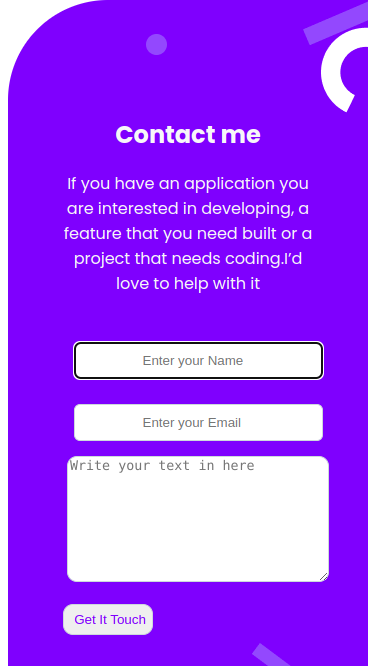 Contact me
If you have an application you
are interested in developing, a
feature that you need built or a
project that needs coding.I'd
love to help with it
Enter your Name
Enter your Email
Write your text in here
Get It Touch